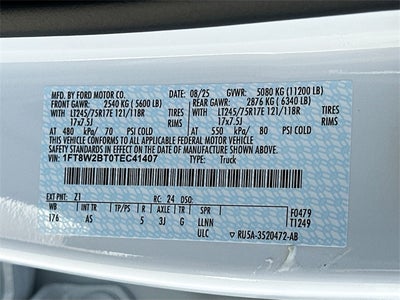 MFD. BY FORD MOTOR CO. 08/25 GVWR: 5080 KG (11200 LB)
FRONT GAWR: 2540 KG (5600 LB) REAR GAWR: 2876 KG (6340 LB)
WITH LT245/75R17E 121/118R TIRES WITH LT245/75R17E 121/118R TIRES
17x7.5J RIMS 17x7.5J RIMS
AT 480 kPa/ 70 PSI COLD AT 550 kPa/ 80 PSI COLD
THIS VEHICLE CONFORMS TO ALL APPLICABLE FEDERAL MOTOR VEHICLE
SAFETY STANDARDS IN EFFECT ON THE DATE OF MANUFACTURE SHOWN ABOVE.
VIN: 1FT8W2BT0TEC41407 TYPE: Truck
EXT PNT: Z1 RC: 24 DSO:
WB INT TR TP/PS R AXLE TR SPR F0479
176 AS 5 3J G LLNN T1249
ULC RU5A-3520472-AB